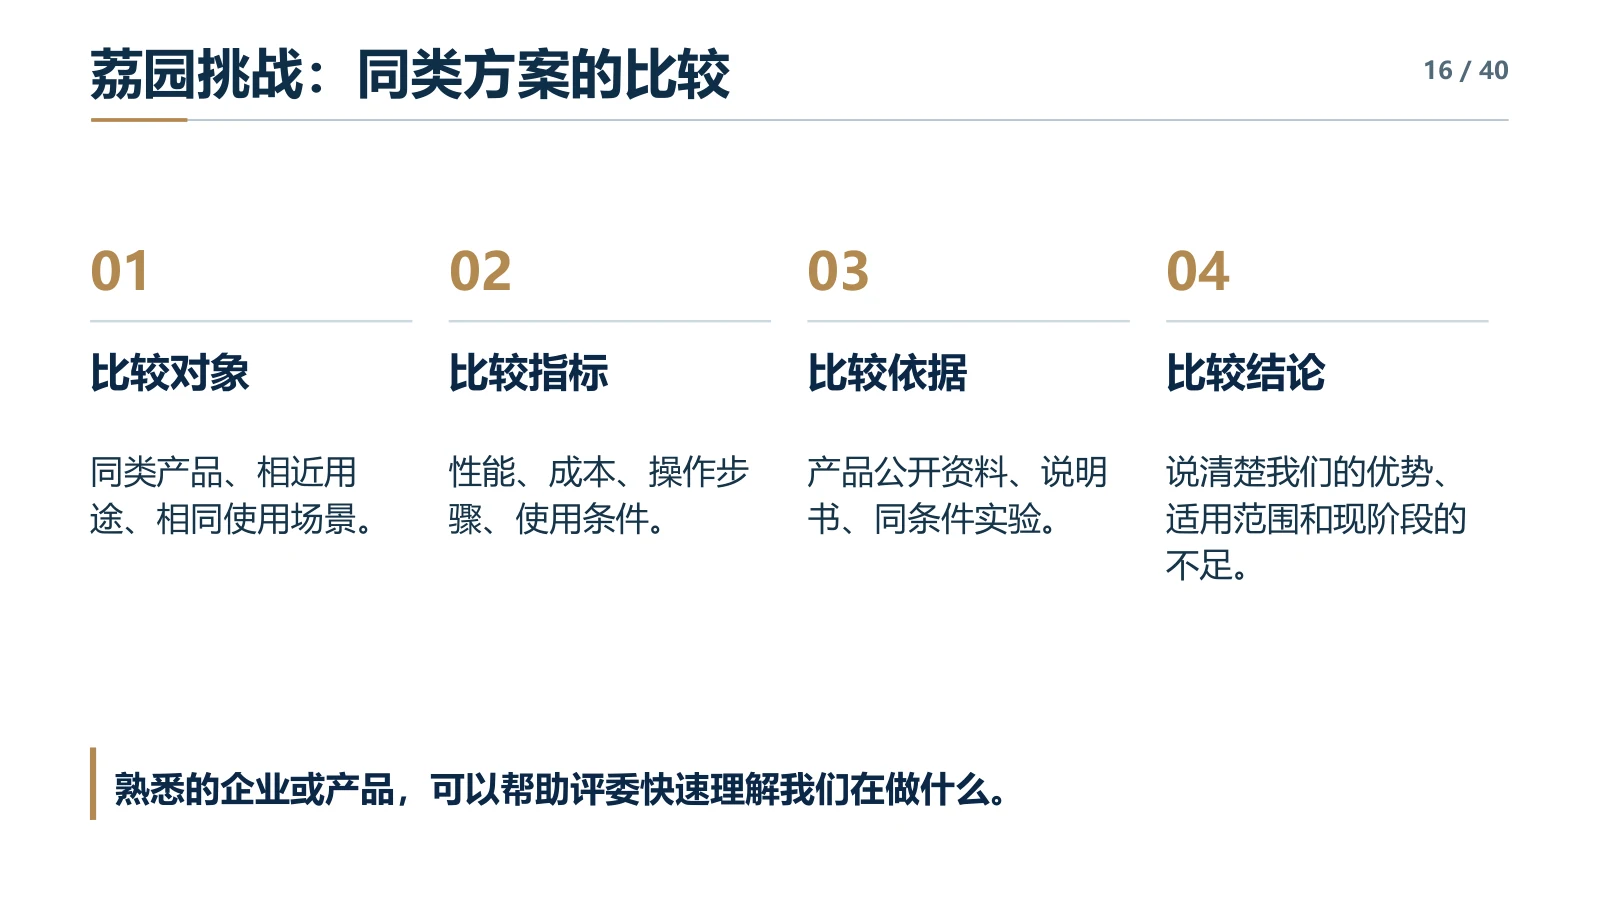 荔园挑战：同类方案的比较
16 / 40
01
比较对象
同类产品、相近用
途、相同使用场景。
02
比较指标
性能、成本、操作步
骤、使用条件。
03
比较依据
产品公开资料、说明
书、同条件实验。
04
比较结论
说清楚我们的优势、
适用范围和现阶段的
不足。
熟悉的企业或产品，可以帮助评委快速理解我们在做什么。